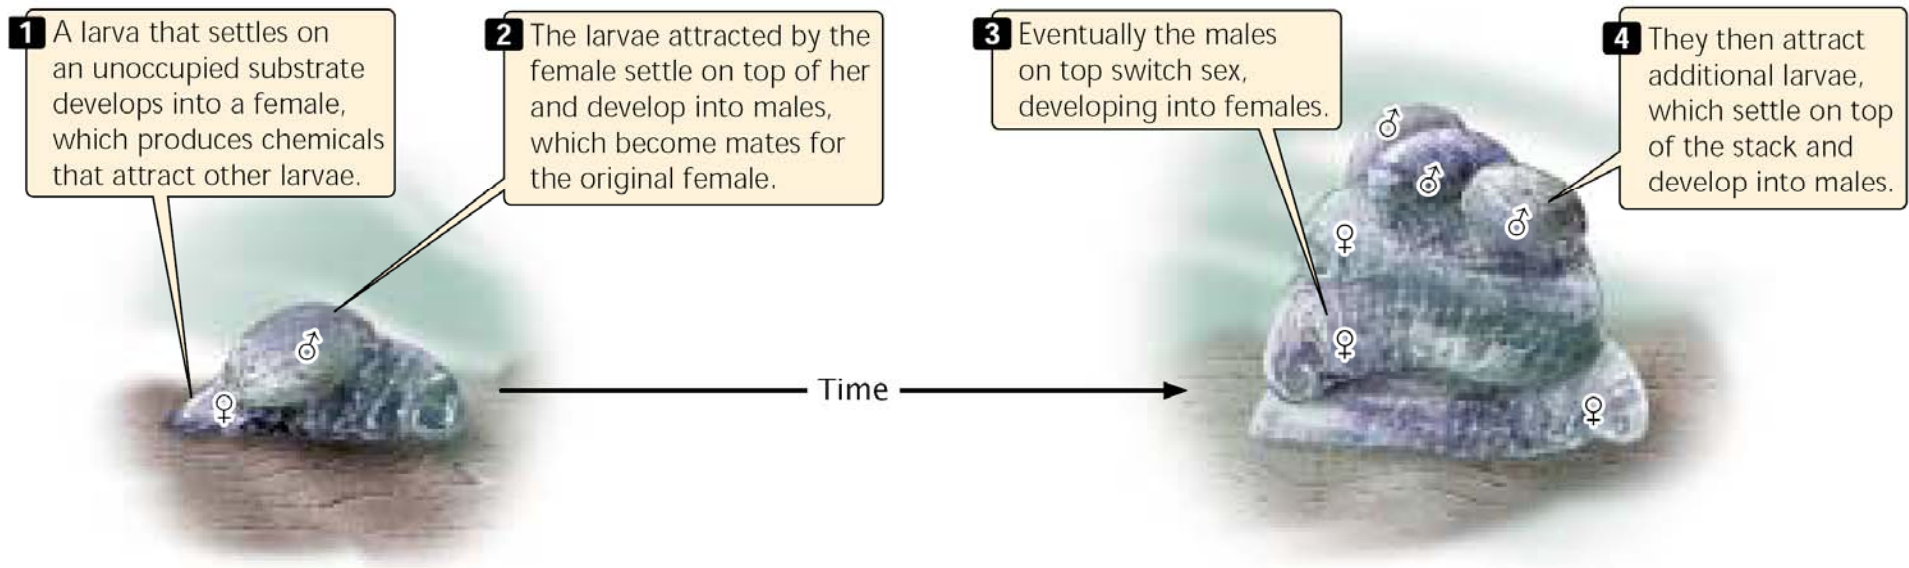 1 A larva that settles on
an unoccupied substrate
develops into a female,
which produces chemicals
that attract other larvae.
2 The larvae attracted by the
female settle on top of her
and develop into males,
which become mates for
the original female.
3 Eventually the males
on top switch sex,
developing into females.
4 They then attract
additional larvae,
which settle on top
of the stack and
develop into males.
♂
♀
Time
♂
♂
♂
♀
♀
♀